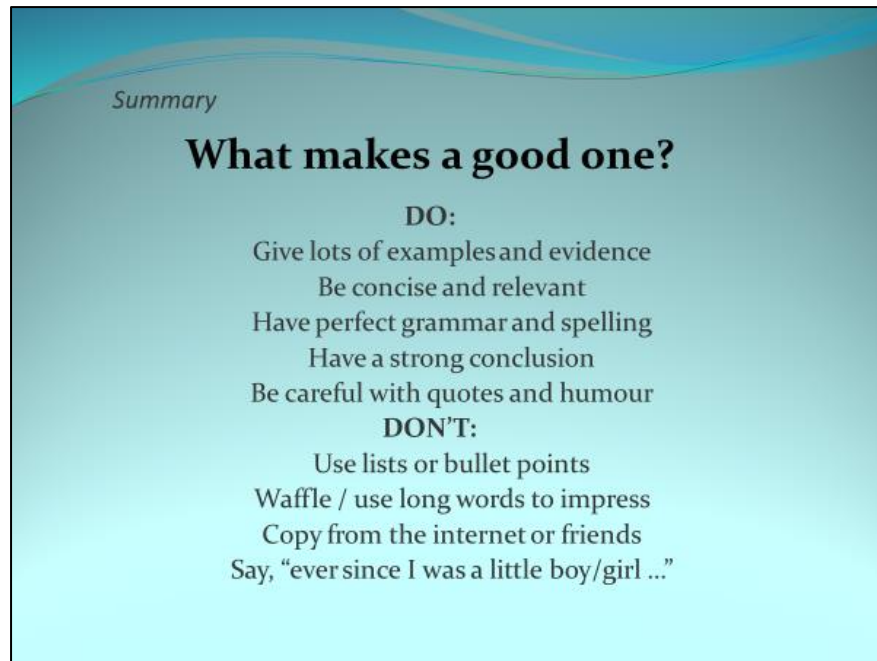 Summary
What makes a good one?
DO:
Give lots of examples and evidence
Be concise and relevant
Have perfect grammar and spelling
Have a strong conclusion
Be careful with quotes and humour
DON’T:
Use lists or bullet points
Waffle / use long words to impress
Copy from the internet or friends
Say, “ever since I was a little boy/girl ...”